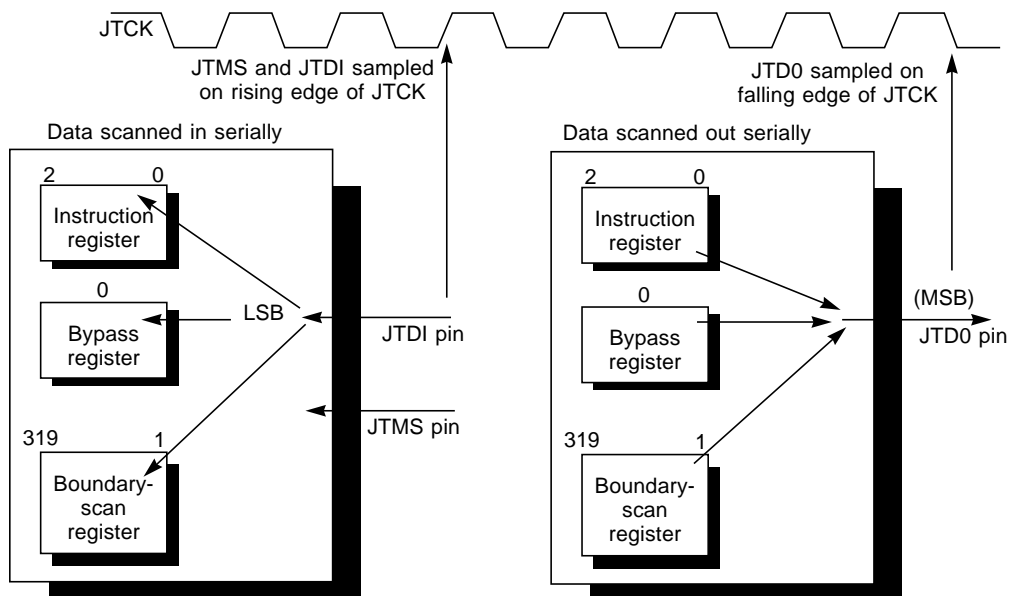 JTCK
JTMS and JTDI sampled
on rising edge of JTCK
JTD0 sampled on
falling edge of JTCK
Data scanned in serially
2 0
Instruction
register
0
Bypass
register
LSB
JTDI pin
JTMS pin
319 1
Boundary-
scan
register
Data scanned out serially
2 0
Instruction
register
0
Bypass
register
(MSB)
JTD0 pin
319 1
Boundary-
scan
register